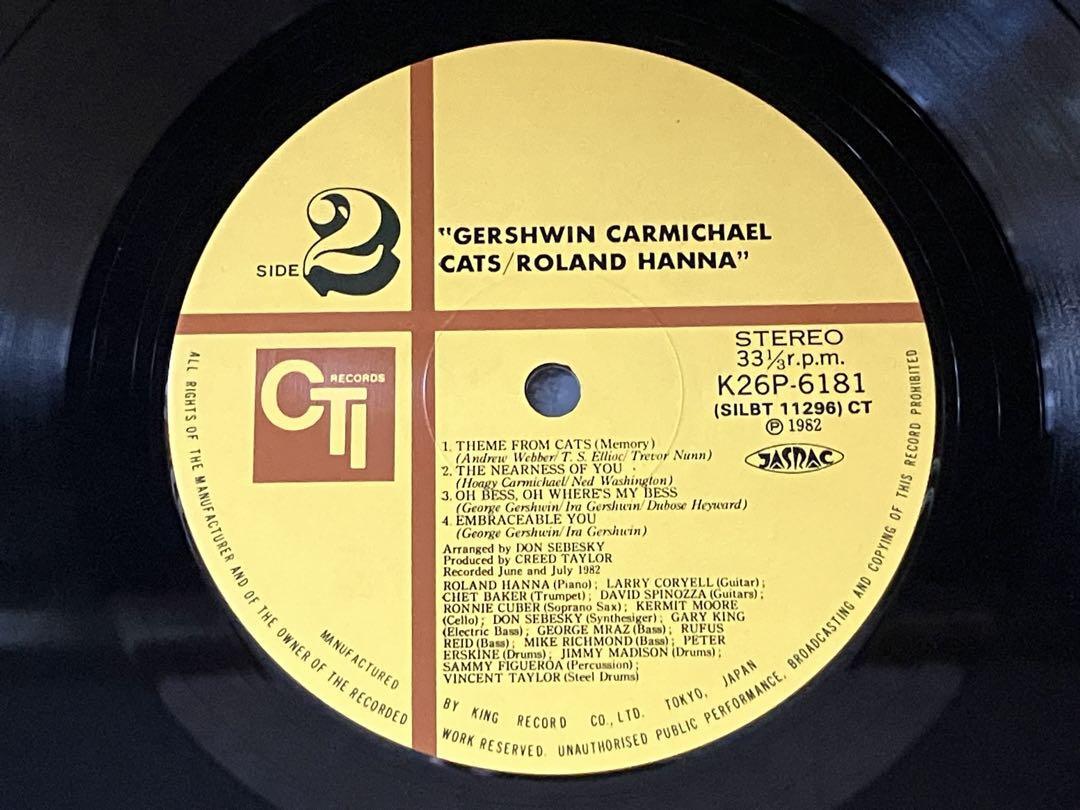 SIDE 2
"GERSHWIN CARMICHAEL
CATS/ROLAND HANNA"
CTI RECORDS
STEREO
33⅓r.p.m.
K26P-6181
(SILBT 11296) CT
Ⓟ 1982
JASRAC
1. THEME FROM CATS (Memory)
(Andrew Webber/ T. S. Ellioc/ Trevor Nunn)
2. THE NEARNESS OF YOU
(Hoagy Carmichael/ Ned Washington)
3. OH BESS, OH WHERE'S MY BESS
(George Gershwin/ Ira Gershwin/ Dubose Heyward)
4. EMBRACEABLE YOU
(George Gershwin/ Ira Gershwin)
Arranged by DON SEBESKY
Produced by CREED TAYLOR
Recorded June and July 1982
ROLAND HANNA (Piano) ; LARRY CORYELL (Guitar) ;
CHET BAKER (Trumpet) ; DAVID SPINOZZA (Guitars) ;
RONNIE CUBER (Soprano Sax) ; KERMIT MOORE
(Cello) ; DON SEBESKY (Synthesiger) ; GARY KING
(Electric Bass) ; GEORGE MRAZ (Bass) ; RUFUS
REID (Bass) ; MIKE RICHMOND (Bass) ; PETER
ERSKINE (Drums) ; JIMMY MADISON (Drums) ;
SAMMY FIGUEROA (Percussion) ;
VINCENT TAYLOR (Steel Drums)
MANUFACTURED BY KING RECORD CO., LTD. TOKYO, JAPAN
ALL RIGHTS OF THE MANUFACTURER AND OF THE OWNER OF THE RECORDED WORK RESERVED. UNAUTHORISED PUBLIC PERFORMANCE, BROADCASTING AND COPYING OF THIS RECORD PROHIBITED